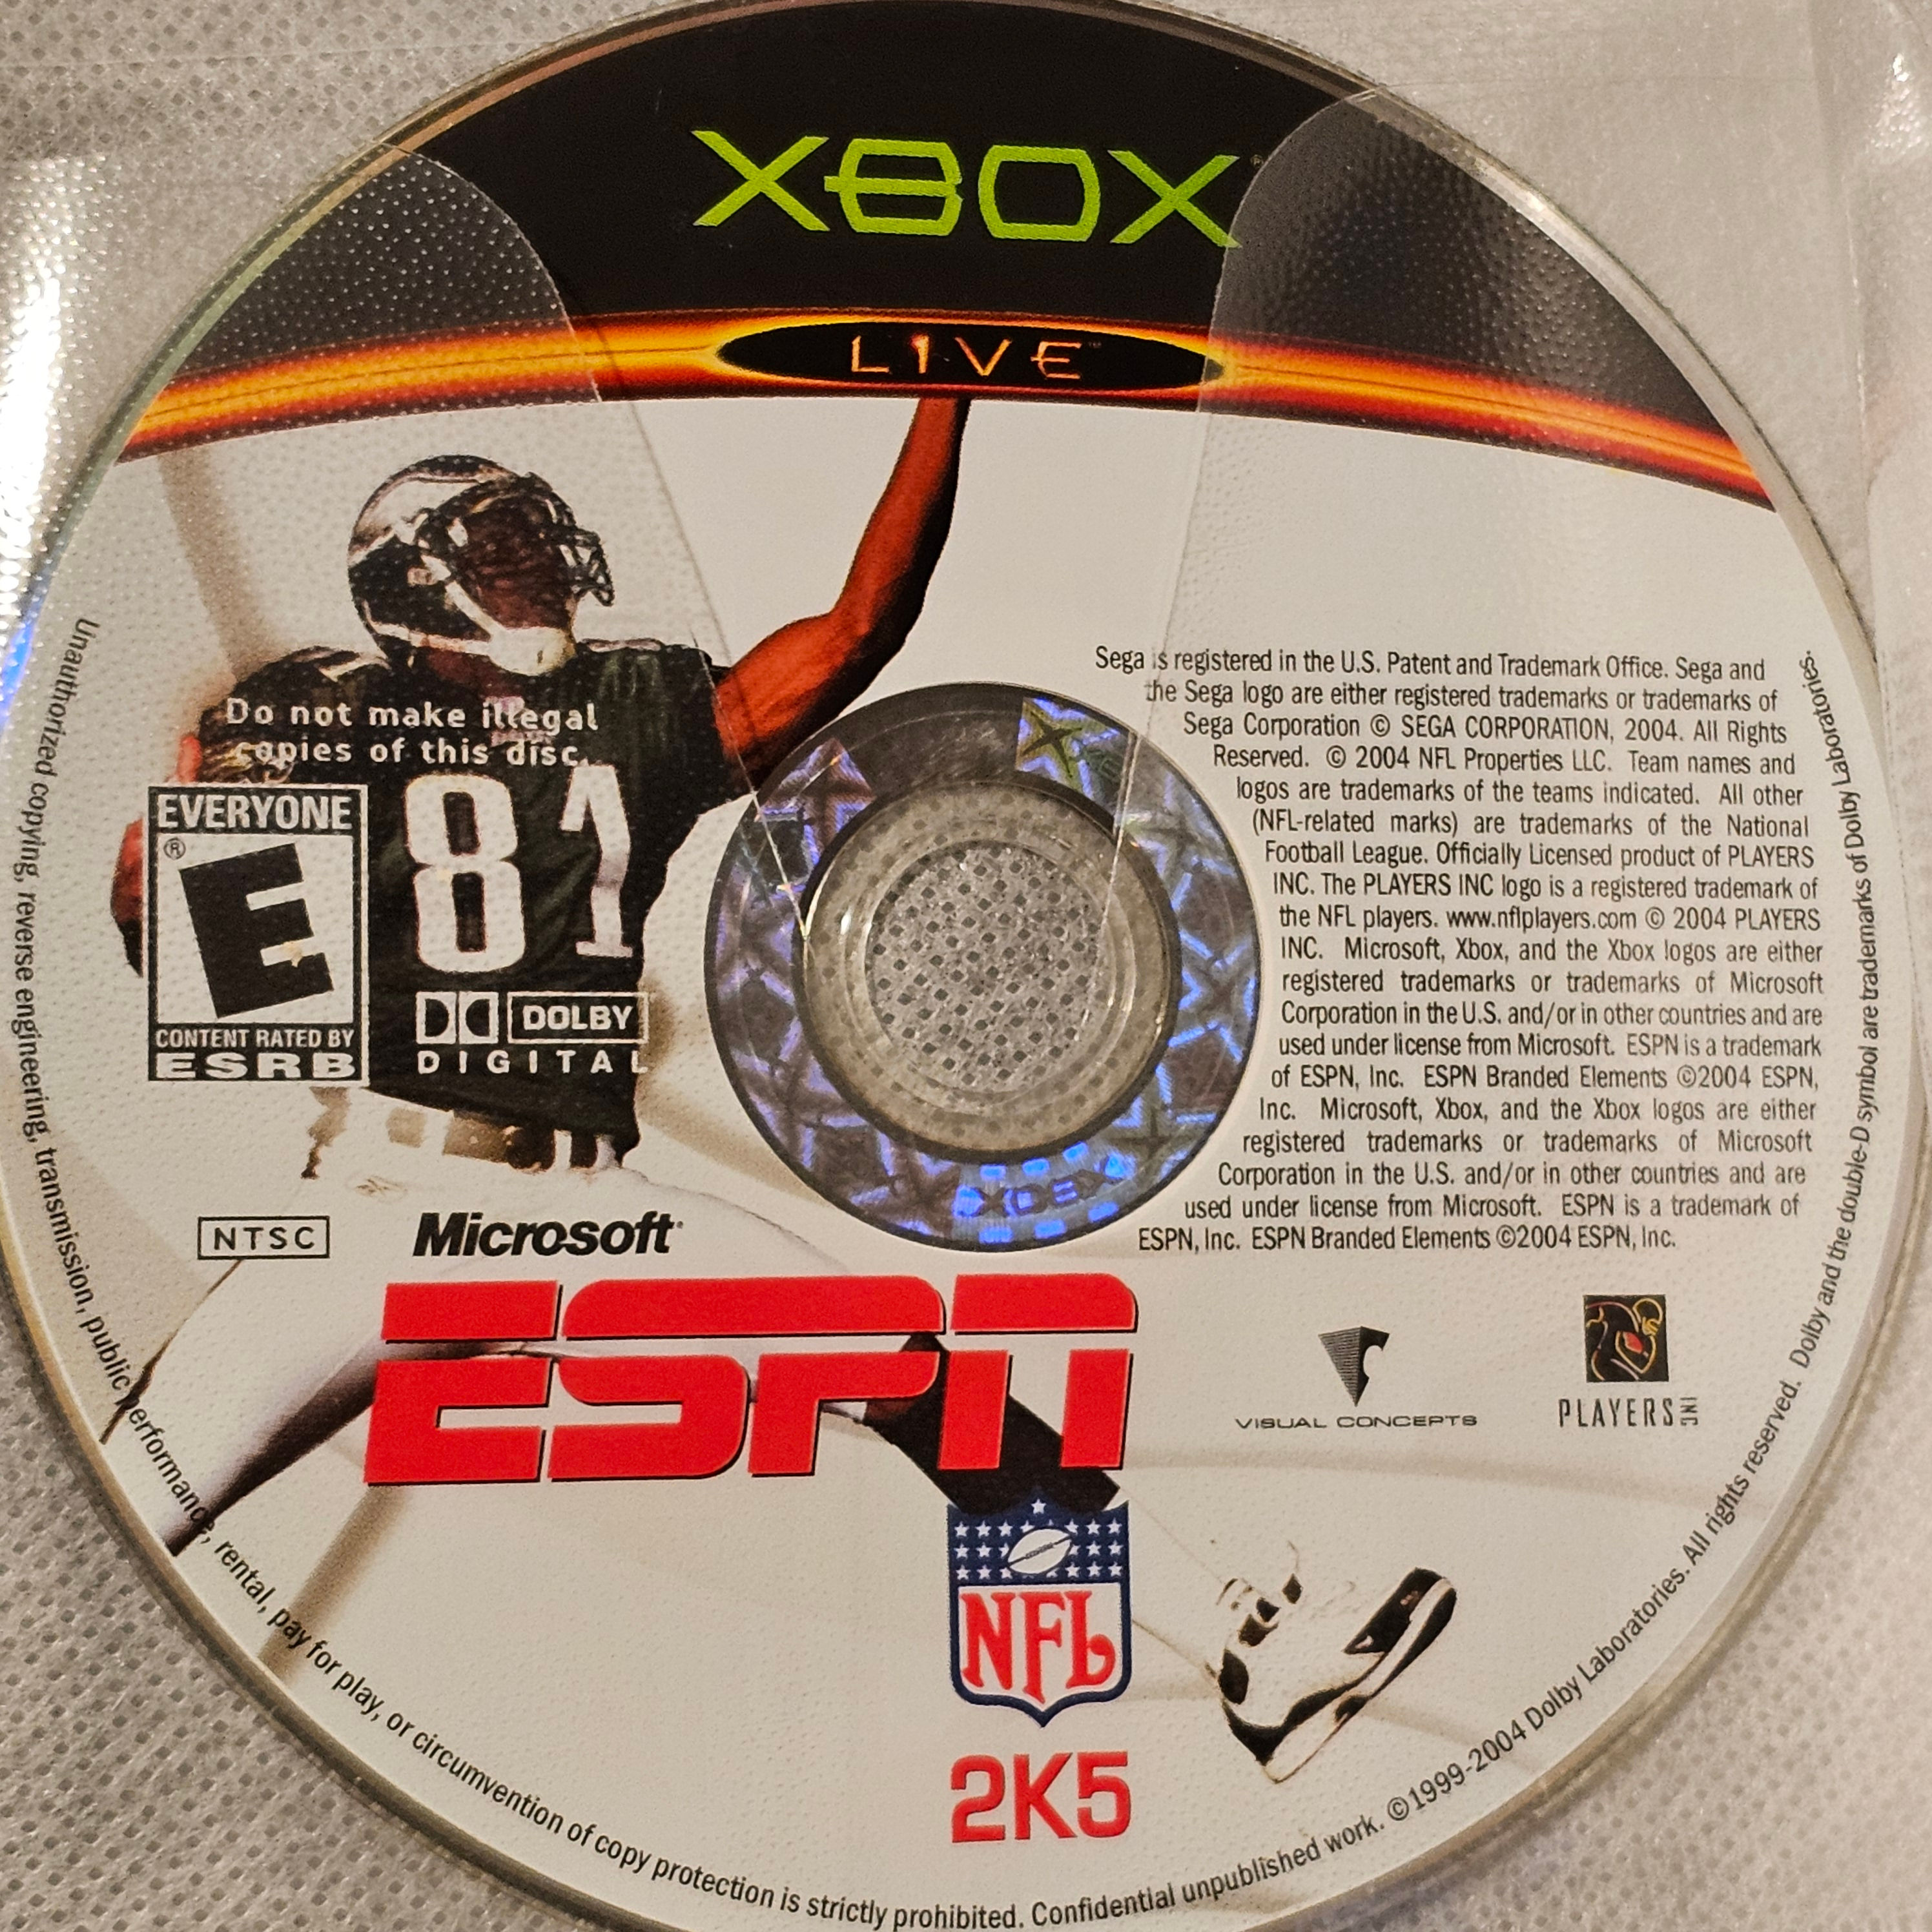 XBOX
LIVE™
Do not make illegal
copies of this disc.
81
EVERYONE
®
E
CONTENT RATED BY
ESRB
DOLBY
DIGITAL
NTSC
Microsoft
Sega is registered in the U.S. Patent and Trademark Office. Sega and
the Sega logo are either registered trademarks or trademarks of
Sega Corporation © SEGA CORPORATION, 2004. All Rights
Reserved. © 2004 NFL Properties LLC. Team names and
logos are trademarks of the teams indicated. All other
(NFL-related marks) are trademarks of the National
Football League. Officially Licensed product of PLAYERS
INC. The PLAYERS INC logo is a registered trademark of
the NFL players. www.nflplayers.com © 2004 PLAYERS
INC. Microsoft, Xbox, and the Xbox logos are either
registered trademarks or trademarks of Microsoft
Corporation in the U.S. and/or in other countries and are
used under license from Microsoft. ESPN is a trademark
of ESPN, Inc. ESPN Branded Elements ©2004 ESPN,
Inc. Microsoft, Xbox, and the Xbox logos are either
registered trademarks or trademarks of Microsoft
Corporation in the U.S. and/or in other countries and are
used under license from Microsoft. ESPN is a trademark of
ESPN, Inc. ESPN Branded Elements ©2004 ESPN, Inc.
XBOX
ESPN
VISUAL CONCEPTS
PLAYERS INC
NFL
2K5
Unauthorized copying, reverse engineering, transmission, public performance, rental, pay for play, or circumvention of copy protection is strictly prohibited. Confidential unpublished work. ©1999-2004 Dolby Laboratories. All rights reserved. Dolby and the double-D symbol are trademarks of Dolby Laboratories.